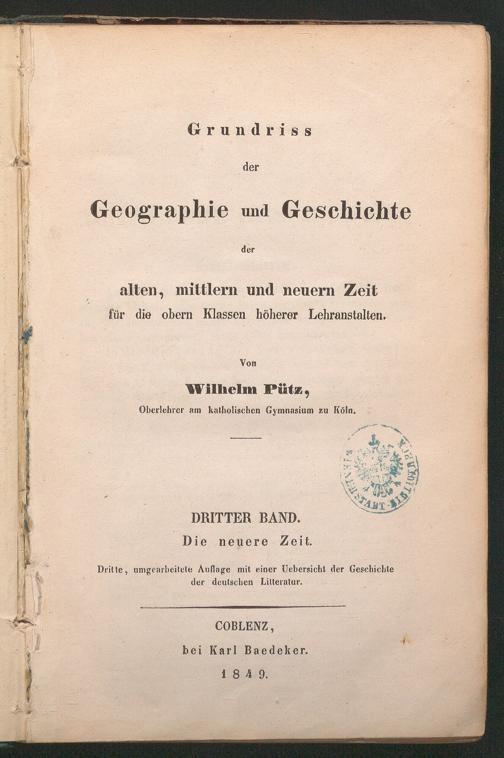 Grundriss
der
Geographie und Geschichte
der
alten, mittlern und neuern Zeit
für die obern Klassen höherer Lehranstalten.
Von
Wilhelm Pütz,
Oberlehrer am katholischen Gymnasium zu Köln.
DRITTER BAND.
Die neuere Zeit.
Dritte, umgearbeitete Auflage mit einer Uebersicht der Geschichte
der deutschen Litteratur.
COBLENZ,
bei Karl Baedeker.
1849.